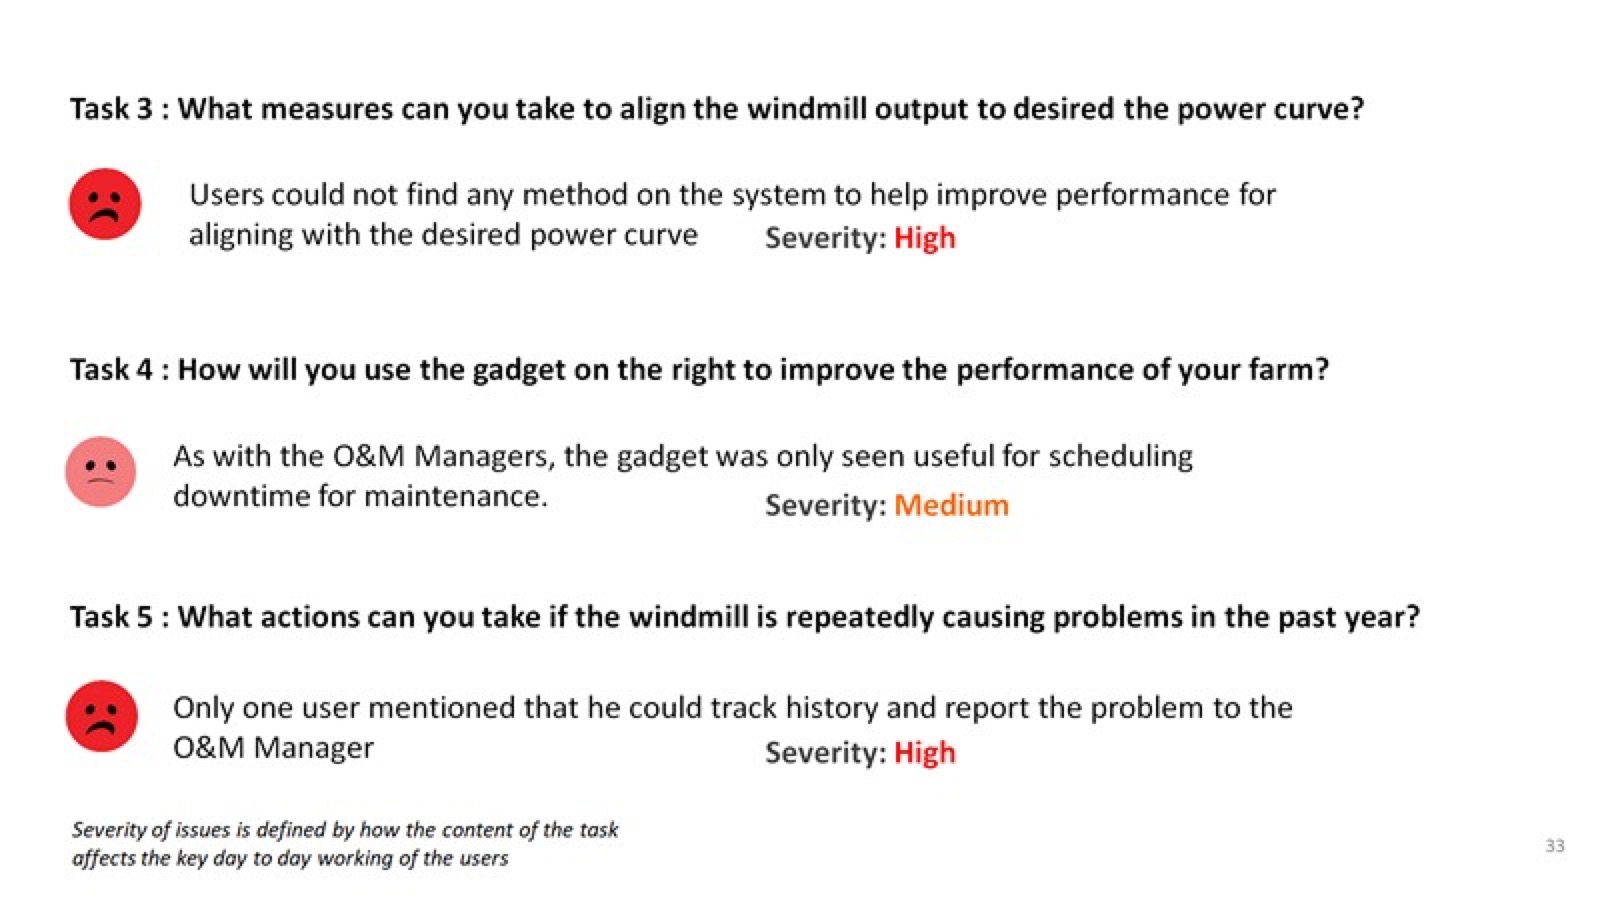 Task 3 : What measures can you take to align the windmill output to desired the power curve?
Users could not find any method on the system to help improve performance for
aligning with the desired power curve Severity: High
Task 4 : How will you use the gadget on the right to improve the performance of your farm?
As with the O&M Managers, the gadget was only seen useful for scheduling
downtime for maintenance. Severity: Medium
Task 5 : What actions can you take if the windmill is repeatedly causing problems in the past year?
Only one user mentioned that he could track history and report the problem to the
O&M Manager Severity: High
Severity of issues is defined by how the content of the task
affects the key day to day working of the users
33